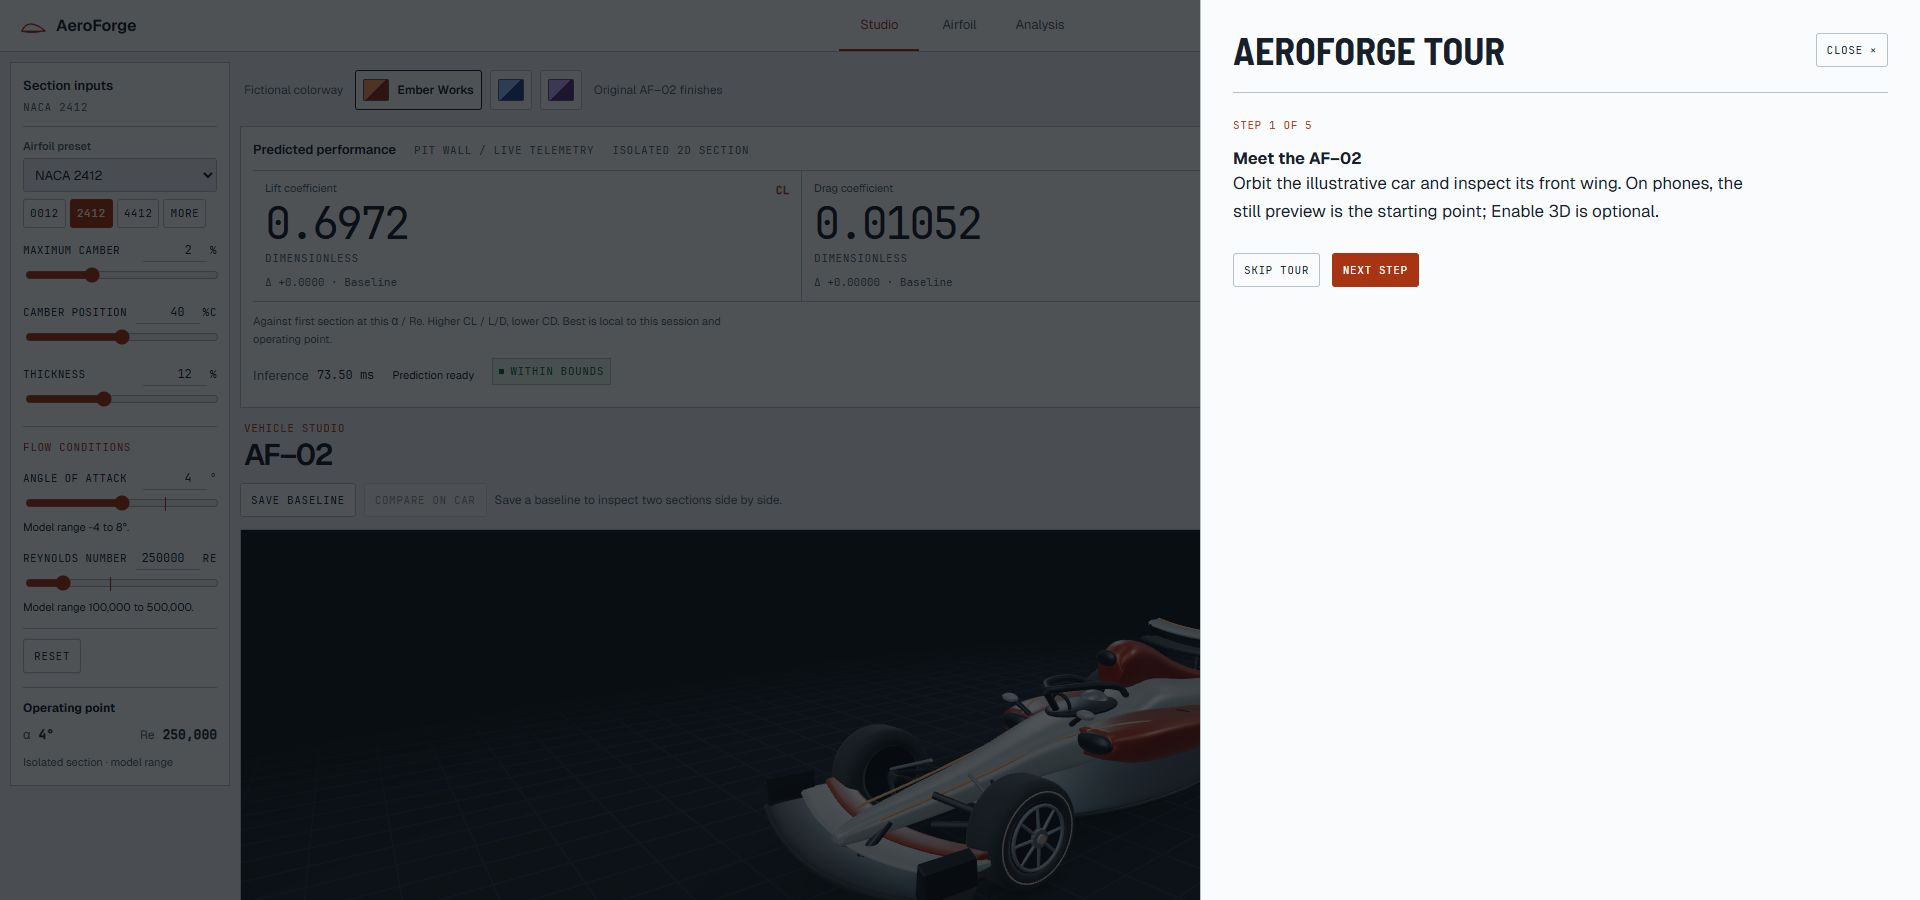 AeroForge
Studio
Airfoil
Analysis
Section inputs
NACA 2412
Airfoil preset
NACA 2412
0012
2412
4412
MORE
MAXIMUM CAMBER 2 %
CAMBER POSITION 40 %C
THICKNESS 12 %
FLOW CONDITIONS
ANGLE OF ATTACK 4 °
Model range -4 to 8°.
REYNOLDS NUMBER 250000 RE
Model range 100,000 to 500,000.
RESET
Operating point
α 4° Re 250,000
Isolated section · model range
Fictional colorway
Ember Works
Original AF–02 finishes
Predicted performance PIT WALL / LIVE TELEMETRY ISOLATED 2D SECTION
Lift coefficient CL
0.6972
DIMENSIONLESS
Δ +0.0000 · Baseline
Drag coefficient
0.01052
DIMENSIONLESS
Δ +0.00000 · Baseline
Against first section at this α / Re. Higher CL / L/D, lower CD. Best is local to this session and
operating point.
Inference 73.50 ms Prediction ready WITHIN BOUNDS
VEHICLE STUDIO
AF–02
SAVE BASELINE
COMPARE ON CAR
Save a baseline to inspect two sections side by side.
AEROFORGE TOUR
CLOSE ×
STEP 1 OF 5
Meet the AF–02
Orbit the illustrative car and inspect its front wing. On phones, the
still preview is the starting point; Enable 3D is optional.
SKIP TOUR
NEXT STEP